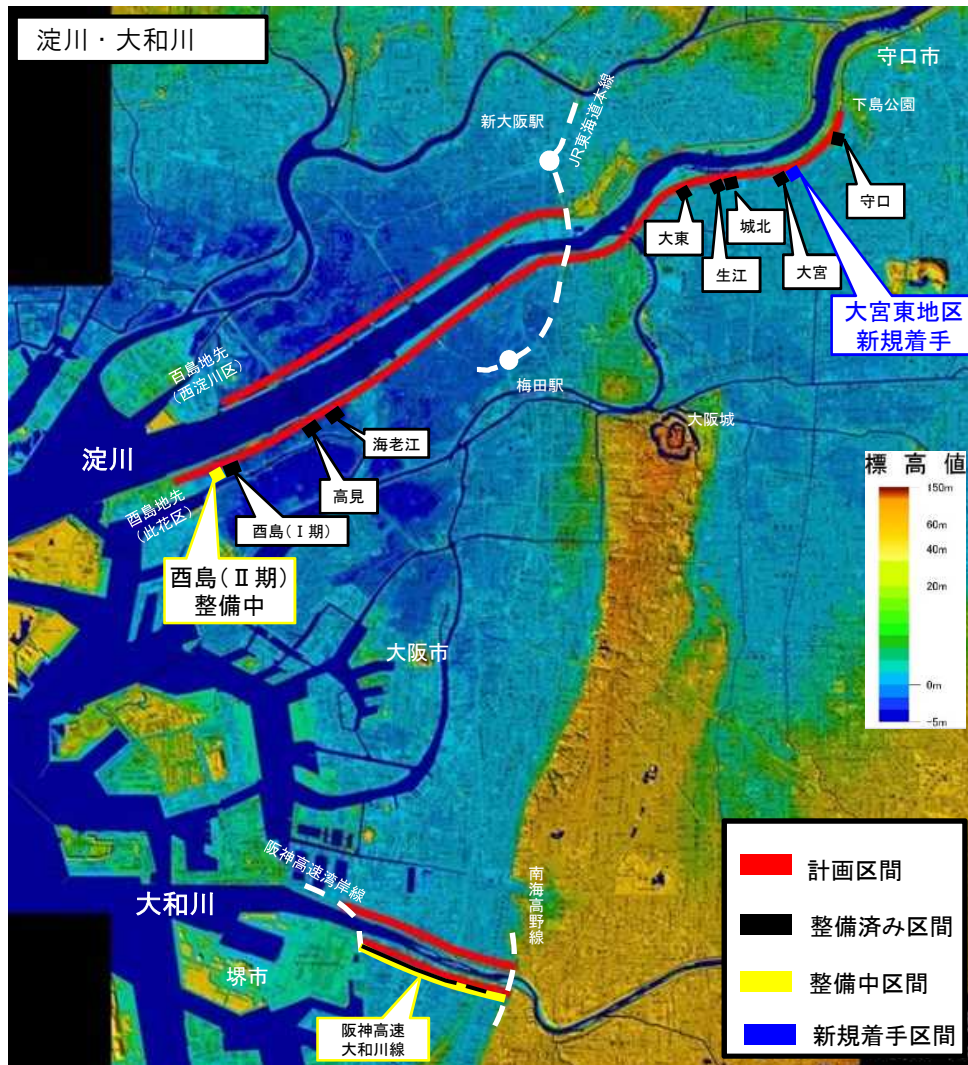 淀川・大和川
守口市
下島公園
新大阪駅
JR東海道本線
守口
大東
城北
生江
大宮
大宮東地区
新規着手
百島地先
(西淀川区)
梅田駅
大阪城
海老江
淀川
高見
標高値
150m
60m
40m
20m
0m
-5m
酉島地先
(此花区)
酉島(Ⅰ期)
酉島(Ⅱ期)
整備中
大阪市
阪神高速湾岸線
大和川
南海高野線
堺市
阪神高速
大和川線
計画区間
整備済み区間
整備中区間
新規着手区間